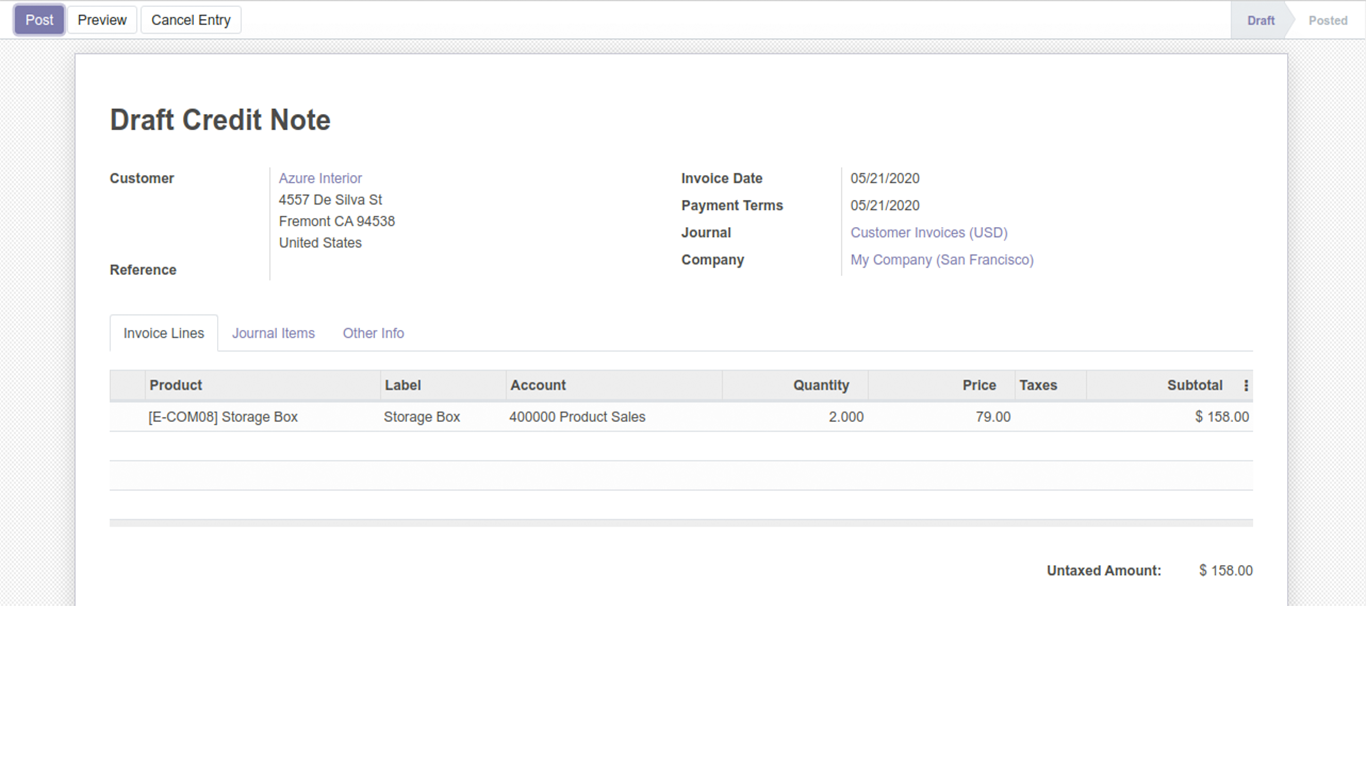 Post Preview Cancel Entry Draft Posted
Draft Credit Note
Customer Azure Interior
4557 De Silva St
Fremont CA 94538
United States
Reference
Invoice Date 05/21/2020
Payment Terms 05/21/2020
Journal Customer Invoices (USD)
Company My Company (San Francisco)
Invoice Lines Journal Items Other Info
Product Label Account Quantity Price Taxes Subtotal
[E-COM08] Storage Box Storage Box 400000 Product Sales 2.000 79.00 $ 158.00
Untaxed Amount: $ 158.00